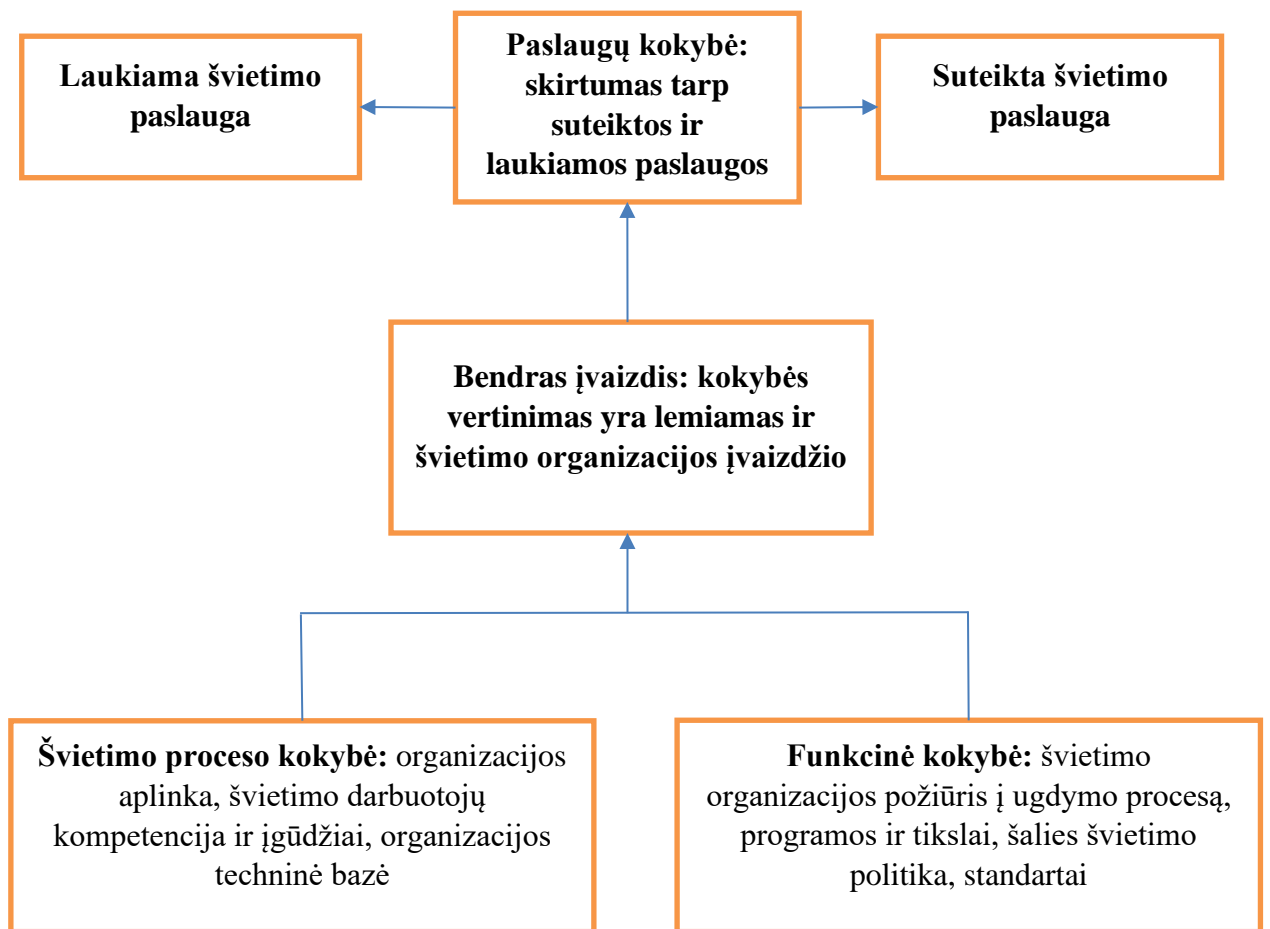 Laukiama švietimo
paslauga
Paslaugų kokybė:
skirtumas tarp
suteiktos ir
laukiamos paslaugos
Suteikta švietimo
paslauga
Bendras įvaizdis: kokybės
vertinimas yra lemiamas ir
švietimo organizacijos įvaizdžio
Švietimo proceso kokybė: organizacijos
aplinka, švietimo darbuotojų
kompetencija ir įgūdžiai, organizacijos
techninė bazė
Funkcinė kokybė: švietimo
organizacijos požiūris į ugdymo procesą,
programos ir tikslai, šalies švietimo
politika, standartai